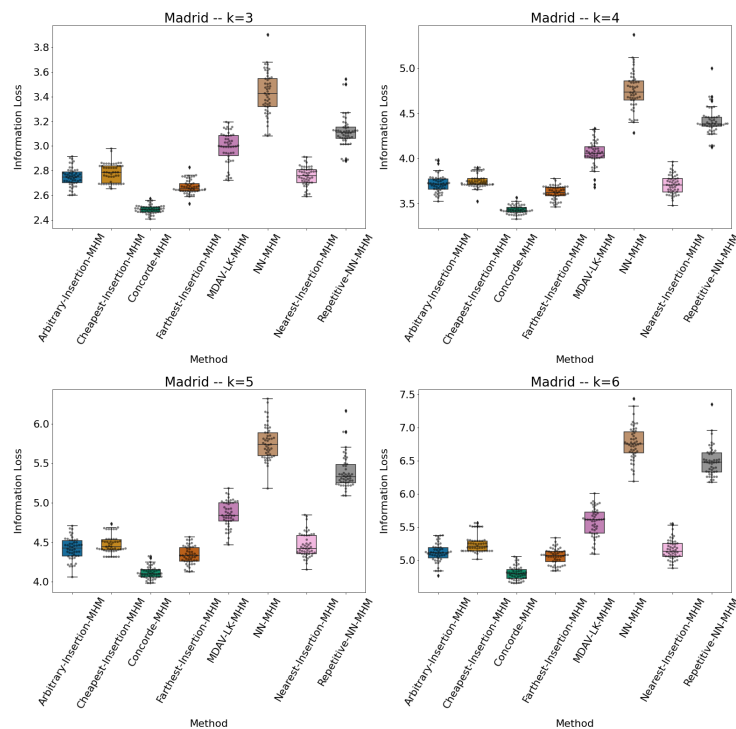 Madrid -- k=3
Information Loss
3.8
3.6
3.4
3.2
3.0
2.8
2.6
2.4
Arbitrary-Insertion-MHM
Cheapest-Insertion-MHM
Concorde-MHM
Farthest-Insertion-MHM
MDAV-LK-MHM
NN-MHM
Nearest-Insertion-MHM
Repetitive-NN-MHM
Method
Madrid -- k=4
Information Loss
5.0
4.5
4.0
3.5
Arbitrary-Insertion-MHM
Cheapest-Insertion-MHM
Concorde-MHM
Farthest-Insertion-MHM
MDAV-LK-MHM
NN-MHM
Nearest-Insertion-MHM
Repetitive-NN-MHM
Method
Madrid -- k=5
Information Loss
6.0
5.5
5.0
4.5
4.0
Arbitrary-Insertion-MHM
Cheapest-Insertion-MHM
Concorde-MHM
Farthest-Insertion-MHM
MDAV-LK-MHM
NN-MHM
Nearest-Insertion-MHM
Repetitive-NN-MHM
Method
Madrid -- k=6
Information Loss
7.5
7.0
6.5
6.0
5.5
5.0
Arbitrary-Insertion-MHM
Cheapest-Insertion-MHM
Concorde-MHM
Farthest-Insertion-MHM
MDAV-LK-MHM
NN-MHM
Nearest-Insertion-MHM
Repetitive-NN-MHM
Method